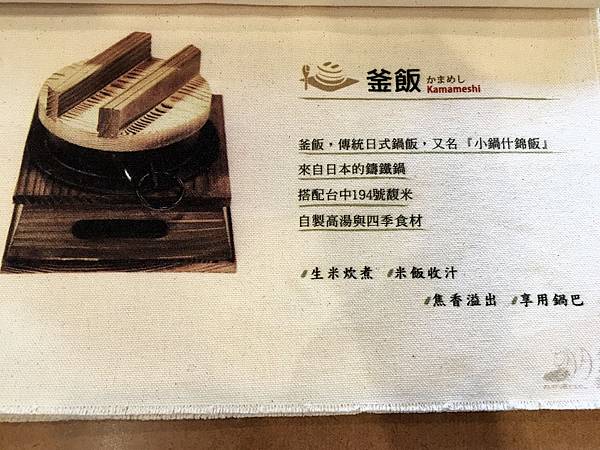 釜飯 かまめし
Kamameshi
釜飯，傳統日式鍋飯，又名『小鍋什錦飯』
來自日本的鑄鐵鍋
搭配台中194號馥米
自製高湯與四季食材
生米炊煮 米飯收汁
焦香溢出 享用鍋巴